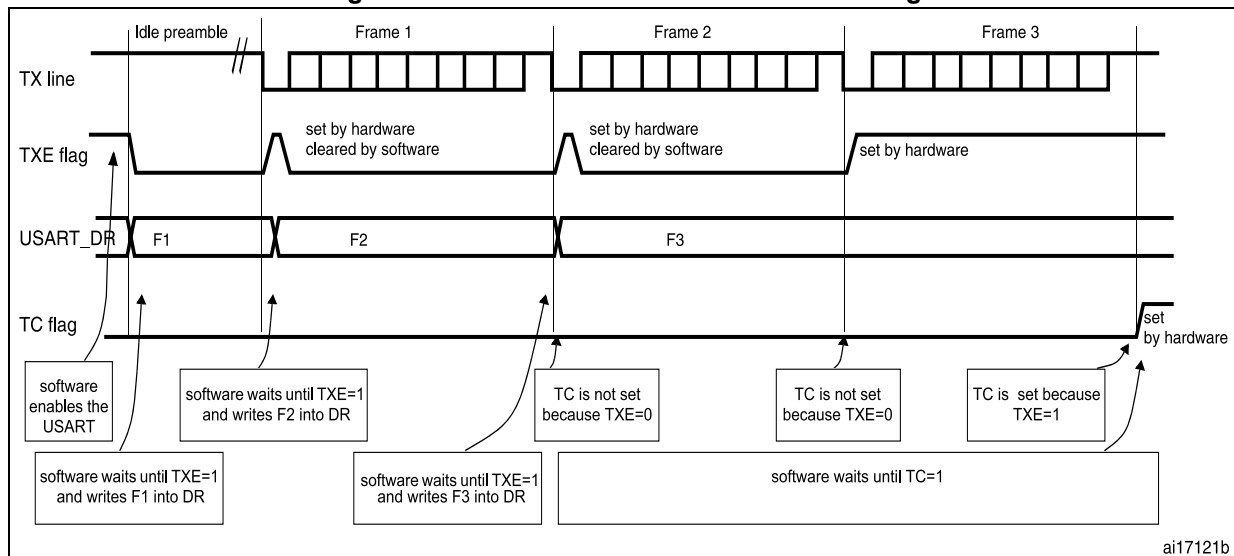 Idle preamble
Frame 1
Frame 2
Frame 3
TX line
TXE flag
set by hardware
cleared by software
set by hardware
cleared by software
set by hardware
USART_DR
F1
F2
F3
TC flag
set
by hardware
software
enables the
USART
software waits until TXE=1
and writes F2 into DR
TC is not set
because TXE=0
TC is not set
because TXE=0
TC is set because
TXE=1
software waits until TXE=1
and writes F1 into DR
software waits until TXE=1
and writes F3 into DR
software waits until TC=1
ai17121b